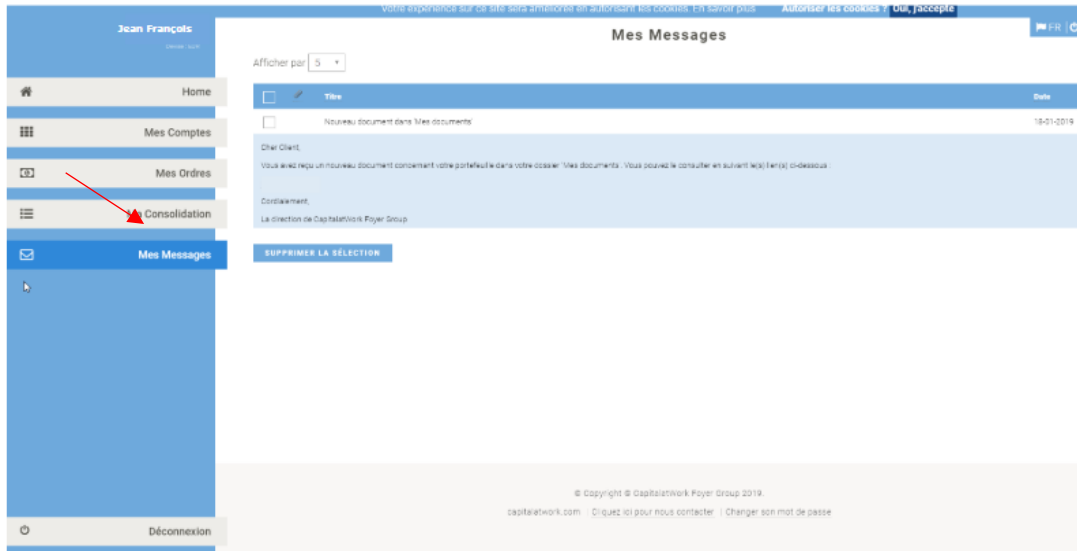 Votre expérience sur ce site sera améliorée en autorisant les cookies. En savoir plus Autoriser les cookies ? Oui, j'accepte
Jean François
FR
Mes Messages
Afficher par 5
Home
Mes Comptes
Mes Ordres
Consolidation
Mes Messages
Déconnexion
Titre Date
Nouveau document dans 'Mes documents' 18-01-2019
Cher Client,
Vous avez reçu un nouveau document concernant votre portefeuille dans votre dossier 'Mes documents'. Vous pouvez le consulter en suivant le(s) lien(s) ci-dessous :
Cordialement,
La direction de CapitalatWork Foyer Group
SUPPRIMER LA SÉLECTION
© Copyright © CapitalatWork Foyer Group 2019.
capitalatwork.com | Cliquez ici pour nous contacter | Changer son mot de passe